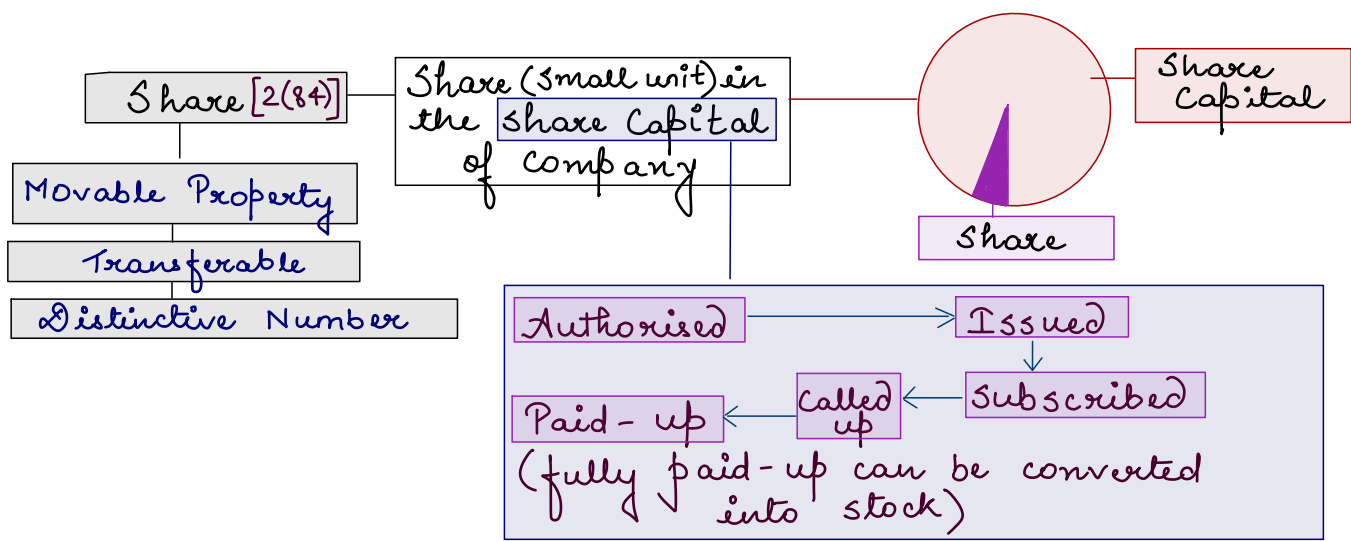 Share [2(84)]
Share (small unit) in
the share Capital
of company
Share
Capital
Movable Property
Transferable
Distinctive Number
Share
Authorised
Issued
Subscribed
Called
up
Paid-up
(fully paid-up can be converted
into stock)